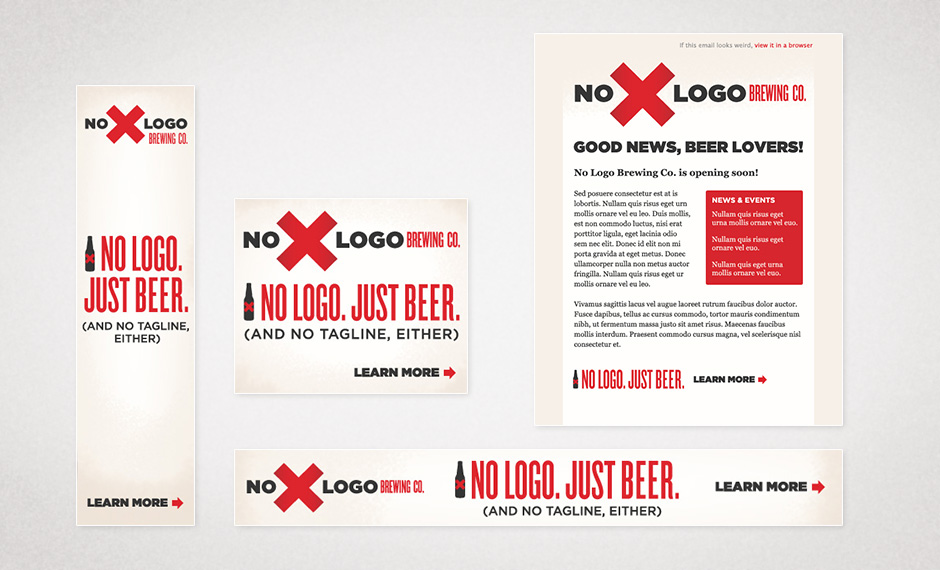 NO LOGO
BREWING CO.
NO LOGO.
JUST BEER.
(AND NO TAGLINE,
EITHER)
LEARN MORE
NO LOGO BREWING CO.
NO LOGO. JUST BEER.
(AND NO TAGLINE, EITHER)
LEARN MORE
If this email looks weird, view it in a browser
NO LOGO BREWING CO.
GOOD NEWS, BEER LOVERS!
No Logo Brewing Co. is opening soon!
Sed posuere consectetur est at is
lobortis. Nullam quis risus eget urn
mollis ornare vel eu leo. Duis mollis,
est non commodo luctus, nisi erat
porttitor ligula, eget lacinia odio
sem nec elit. Donec id elit non mi
porta gravida at eget metus. Donec
ullamcorper nulla non metus auctor
fringilla. Nullam quis risus eget ur
mollis ornare vel eu leo.
NEWS & EVENTS
Nullam quis risus eget
urna mollis ornare vel euo.
Nullam quis risus eget
urllam vel euo.
Nullam quis eget urna
mollis ornare vel euo.
Vivamus sagittis lacus vel augue laoreet rutrum faucibus dolor auctor.
Fusce dapibus, tellus ac cursus commodo, tortor mauris condimentum
nibh, ut fermentum massa justo sit amet risus. Maecenas faucibus
mollis interdum. Praesent commodo cursus magna, vel scelerisque nisl
consectetur et.
NO LOGO. JUST BEER. LEARN MORE
NO LOGO BREWING CO.
NO LOGO. JUST BEER.
(AND NO TAGLINE, EITHER)
LEARN MORE